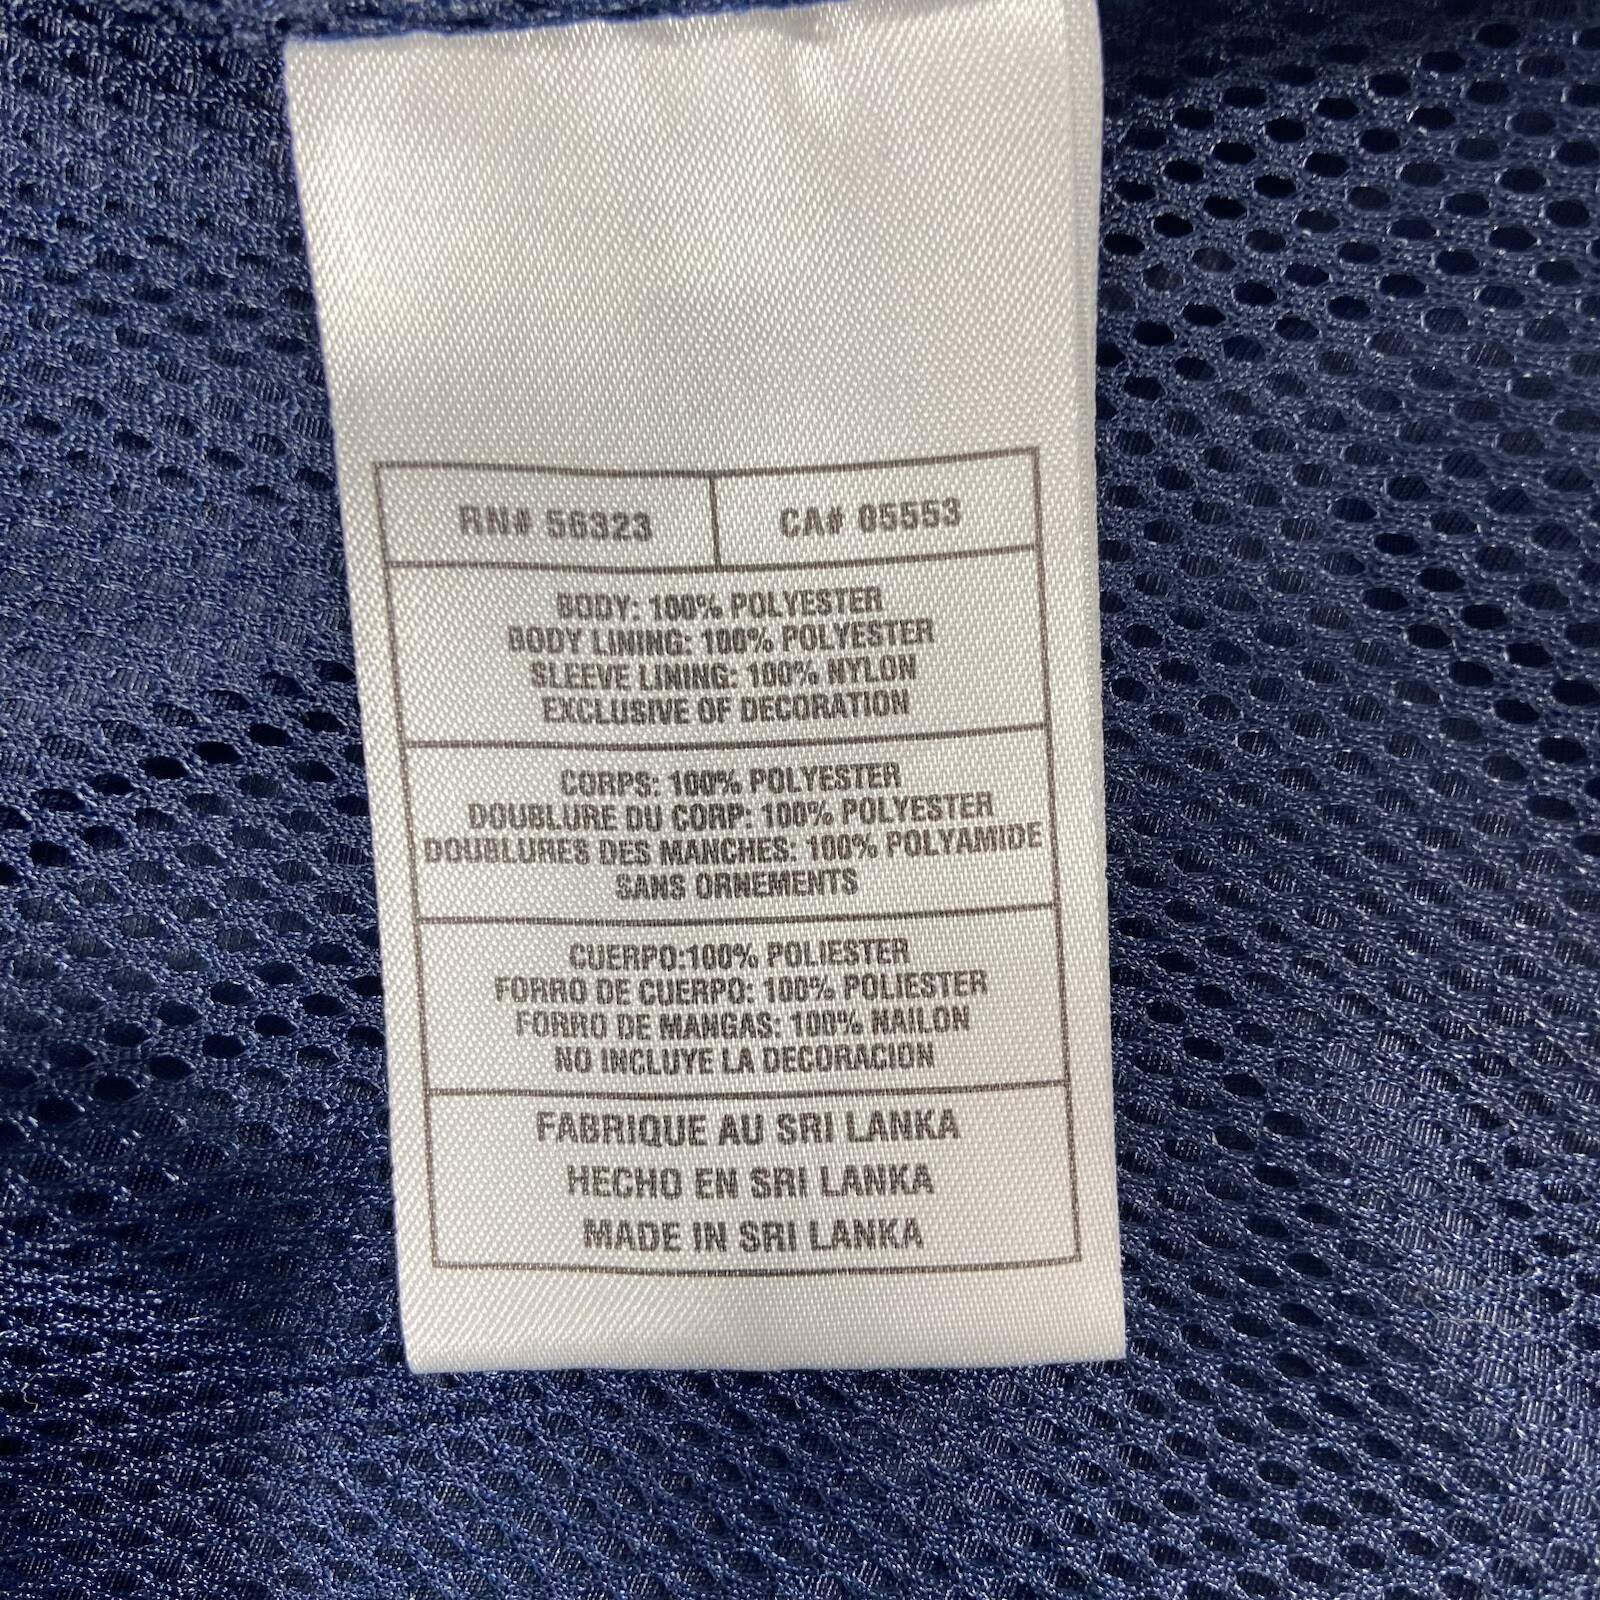 RN# 56323 CA# 05553
BODY: 100% POLYESTER
BODY LINING: 100% POLYESTER
SLEEVE LINING: 100% NYLON
EXCLUSIVE OF DECORATION
CORPS: 100% POLYESTER
DOUBLURE DU CORP: 100% POLYESTER
DOUBLURES DES MANCHES: 100% POLYAMIDE
SANS ORNEMENTS
CUERPO:100% POLIESTER
FORRO DE CUERPO: 100% POLIESTER
FORRO DE MANGAS: 100% NAILON
NO INCLUYE LA DECORACION
FABRIQUE AU SRI LANKA
HECHO EN SRI LANKA
MADE IN SRI LANKA